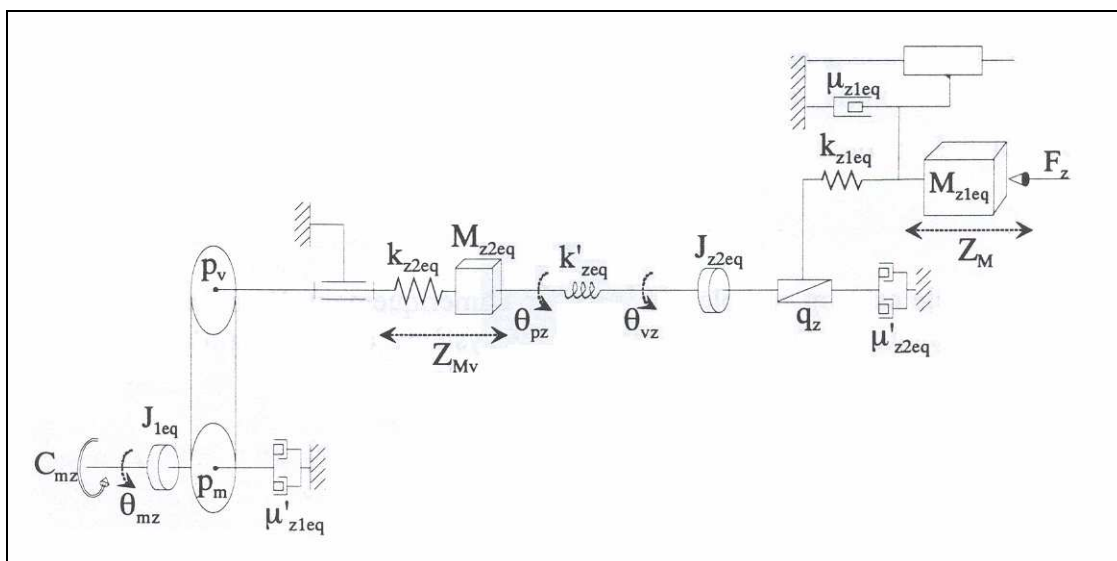 μz1eq
kz1eq
Mz1eq
Fz
ZM
Jz2eq
Mz2eq
kz2eq
k'zeq
pv
θpz
θvz
qz
μ'z2eq
ZMv
J1eq
Cmz
pm
θmz
μ'z1eq